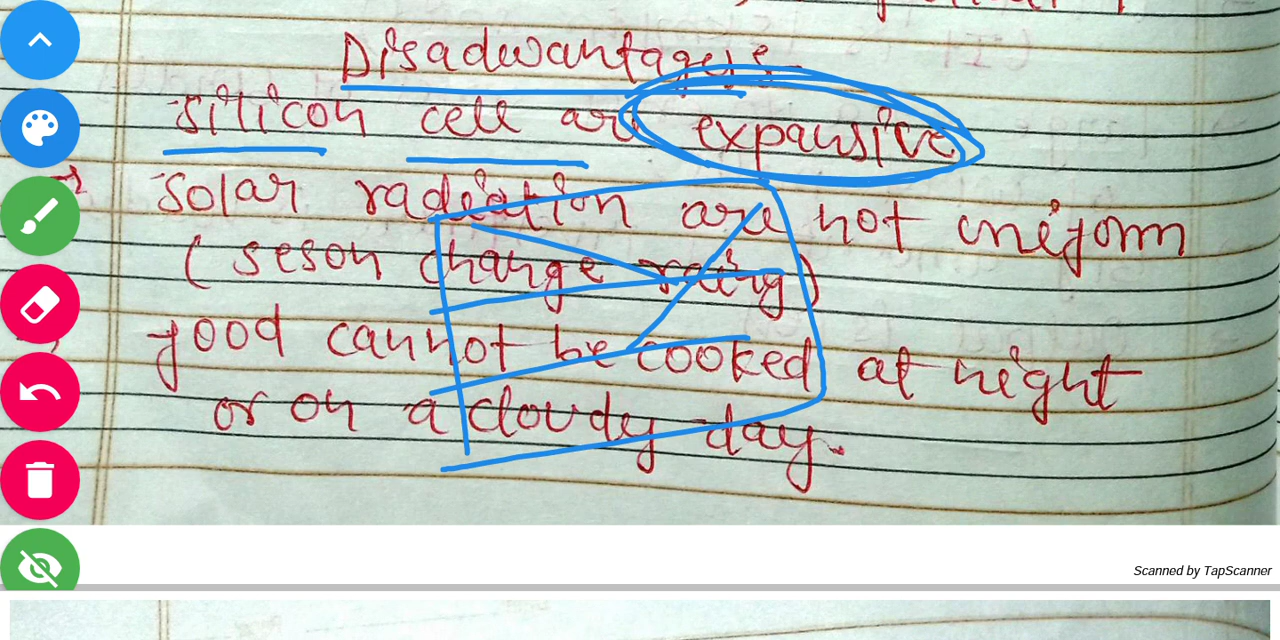 Disadwantages
silicon cell are expansive
solar radiation are not uniform
( seson change
food cannot be cooked at night
or on a cloudy day.
Scanned by TapScanner